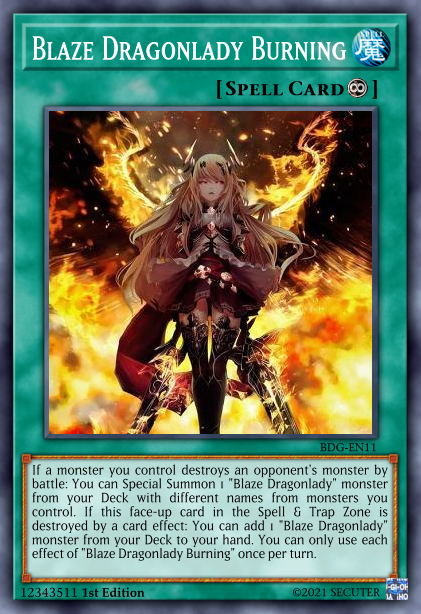 BLAZE DRAGONLADY BURNING
魔
[SPELL CARD]
BDG-EN11
If a monster you control destroys an opponent's monster by
battle: You can Special Summon 1 "Blaze Dragonlady" monster
from your Deck with different names from monsters you
control. If this face-up card in the Spell & Trap Zone is
destroyed by a card effect: You can add 1 "Blaze Dragonlady"
monster from your Deck to your hand. You can only use each
effect of "Blaze Dragonlady Burning" once per turn.
12343511 1st Edition
©2021 SECUTER